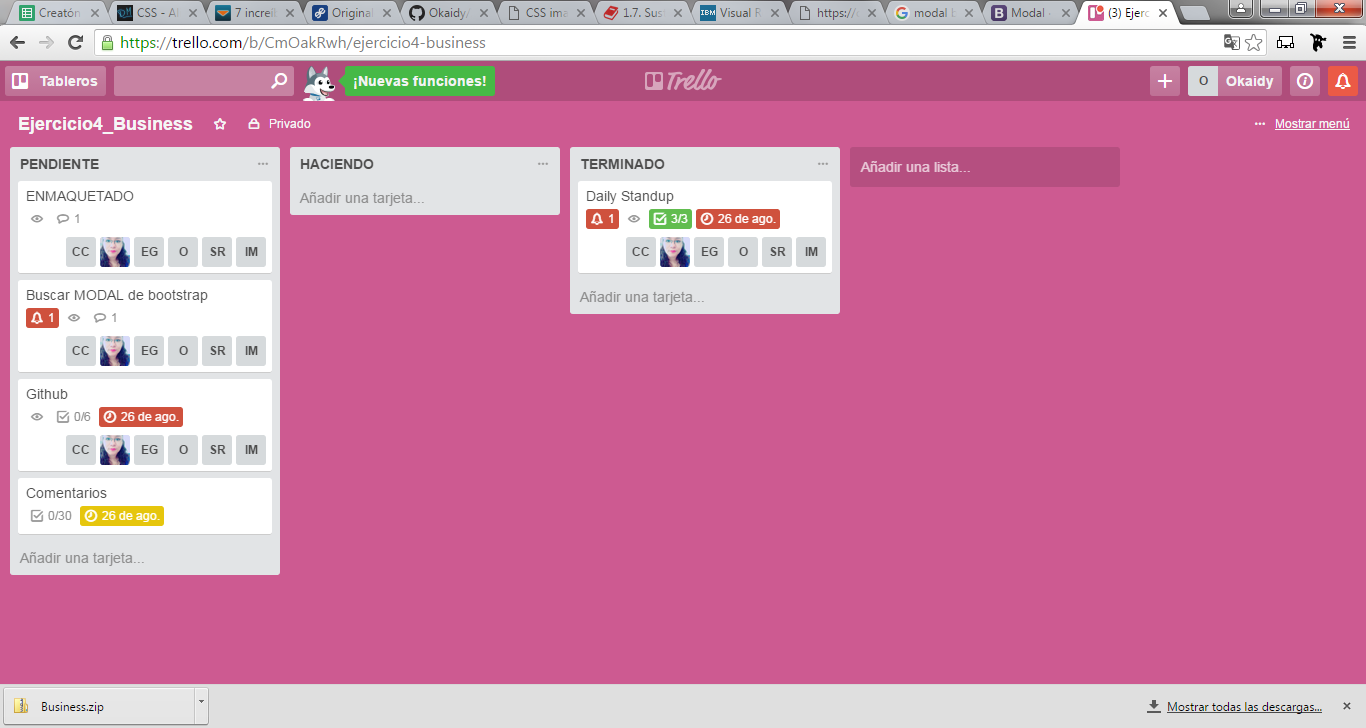 Creatón
CSS - Al
7 increíb
Original
Okaidy/
CSS ima
1.7. Sus
IBM Visual R
https://
modal b
Modal
(3) Ejerc
https://trello.com/b/CmOakRwh/ejercicio4-business
Tableros
¡Nuevas funciones!
Trello
O Okaidy
Ejercicio4_Business
Privado
Mostrar menú
PENDIENTE
ENMAQUETADO
1
CC EG O SR IM
Buscar MODAL de bootstrap
1 1
CC EG O SR IM
Github
0/6 26 de ago.
CC EG O SR IM
Comentarios
0/30 26 de ago.
Añadir una tarjeta...
HACIENDO
Añadir una tarjeta...
TERMINADO
Daily Standup
1 3/3 26 de ago.
CC EG O SR IM
Añadir una tarjeta...
Añadir una lista...
Business.zip
Mostrar todas las descargas...